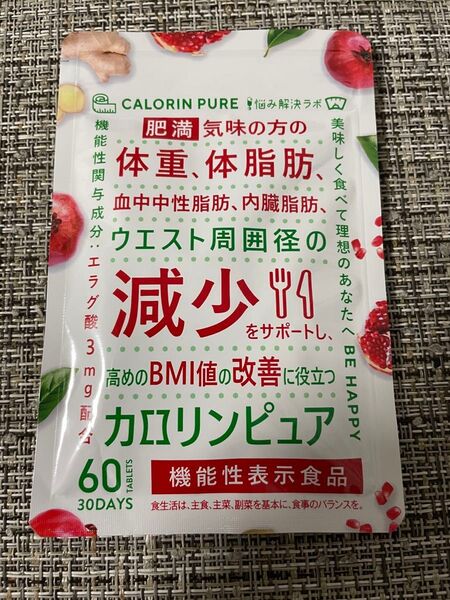 CALORIN PURE 悩み解決ラボ
肥満気味の方の
体重、体脂肪、
血中中性脂肪、内臓脂肪、
ウエスト周囲径の
減少をサポートし、
高めのBMI値の改善に役立つ
カロリンピュア
60 TABLETS
30DAYS
機能性表示食品
食生活は、主食、主菜、副菜を基本に、食事のバランスを。
機能性関与成分:エラグ酸3mg配合
美味しく食べて理想のあなたへ BE HAPPY